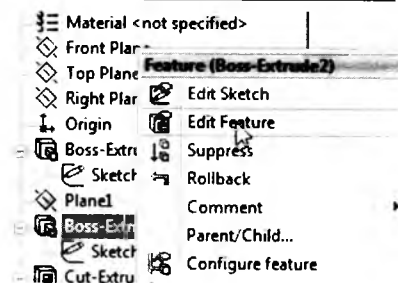 Material <not specified>
Front Plane
Top Plane
Right Plan
Origin
Boss-Extru
Sketch
Plane1
Boss-Extr
Sketch
Cut-Extru
Feature (Boss-Extrude2)
Edit Sketch
Edit Feature
Suppress
Rollback
Comment
Parent/Child...
Configure feature